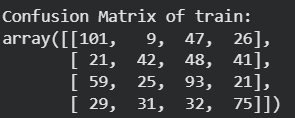 Confusion Matrix of train:
array([[101,   9,  47,  26],
       [ 21,  42,  48,  41],
       [ 59,  25,  93,  21],
       [ 29,  31,  32,  75]])